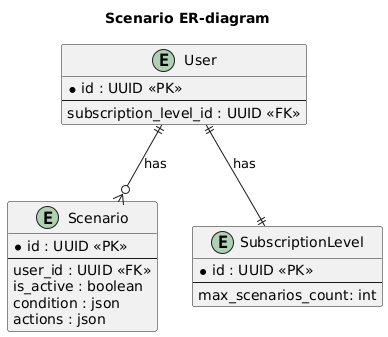 Scenario ER-diagram
E User
* id : UUID «PK»
subscription_level_id : UUID «FK»
has
has
E Scenario
* id : UUID «PK»
user_id : UUID «FK»
is_active : boolean
condition : json
actions : json
E SubscriptionLevel
* id : UUID «PK»
max_scenarios_count: int